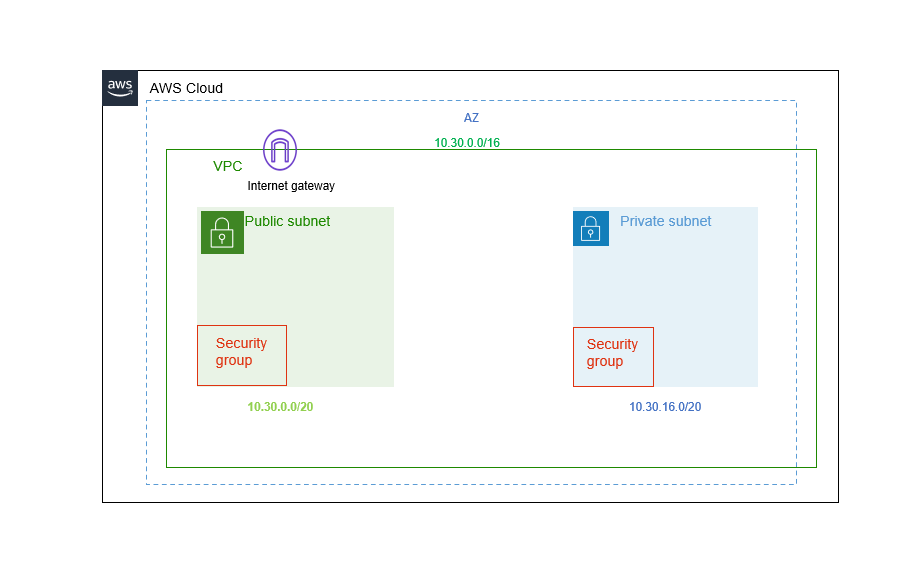 aws
AWS Cloud
AZ
10.30.0.0/16
VPC
Internet gateway
Public subnet
Private subnet
Security
group
Security
group
10.30.0.0/20
10.30.16.0/20